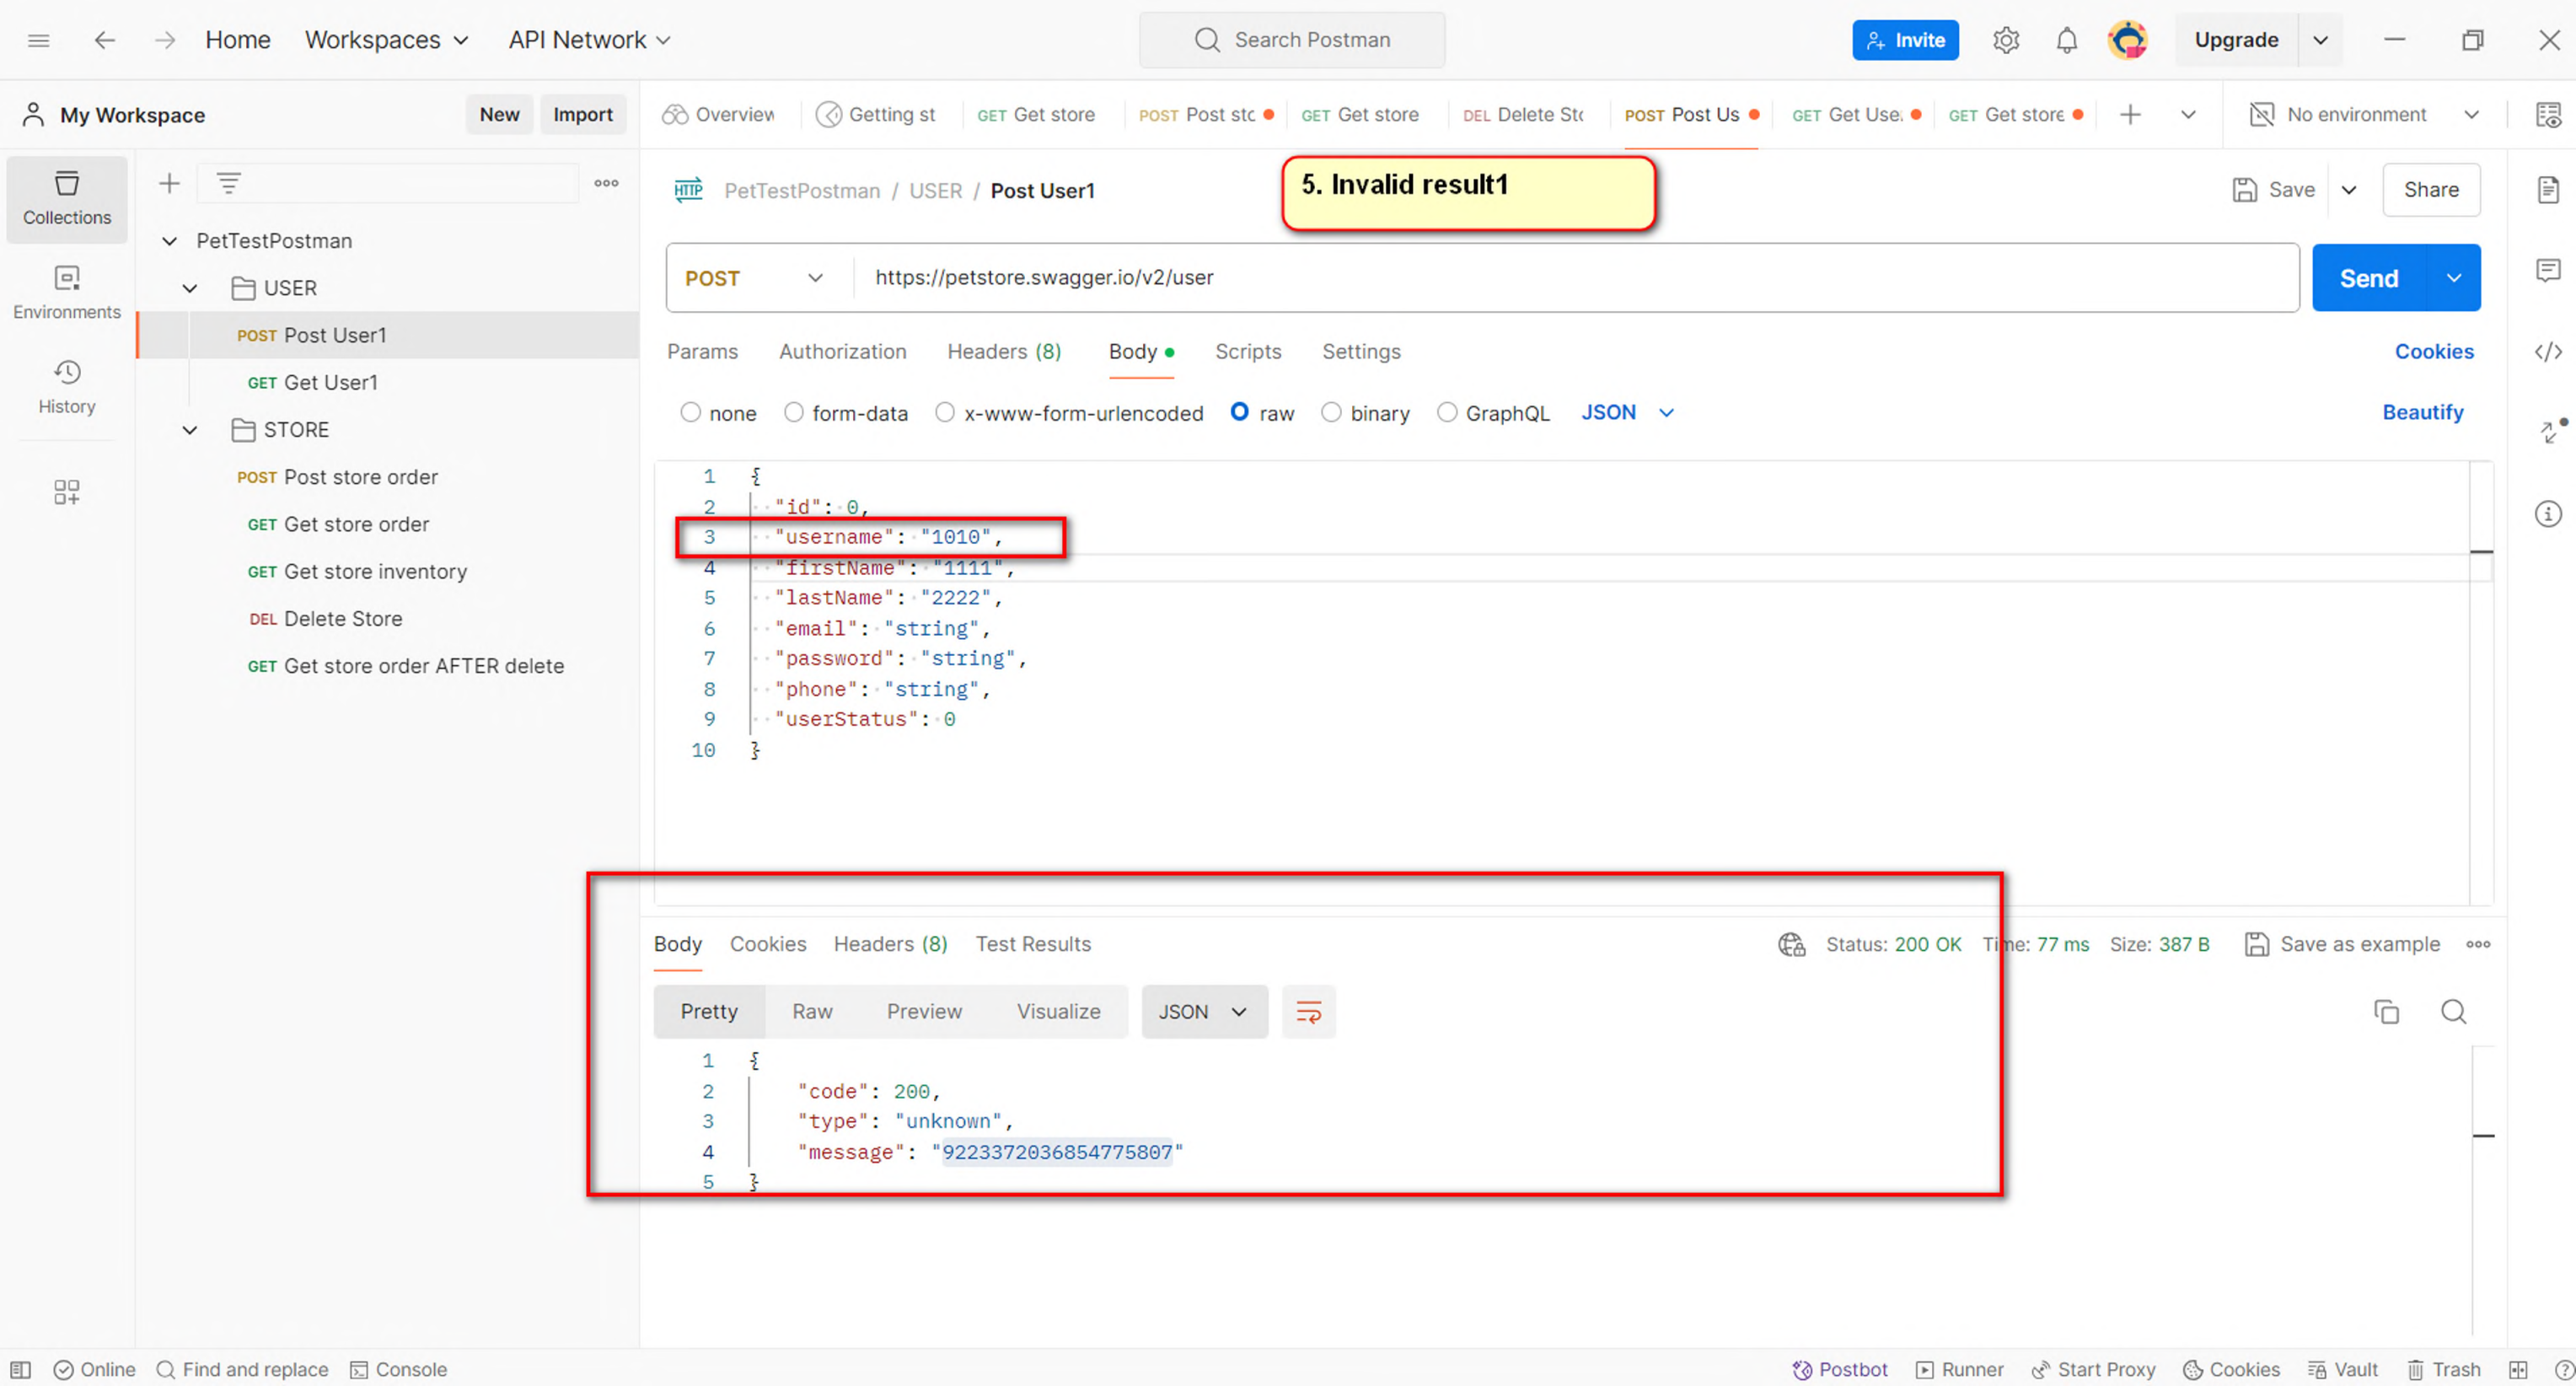 Home Workspaces API Network Search Postman Invite Upgrade
My Workspace New Import Overview Getting st GET Get store POST Post stc GET Get store DEL Delete Sto POST Post Us GET Get Use GET Get store No environment
5. Invalid result1
Collections
Environments
History
PetTestPostman
USER
POST Post User1
GET Get User1
STORE
POST Post store order
GET Get store order
GET Get store inventory
DEL Delete Store
GET Get store order AFTER delete
HTTP PetTestPostman / USER / Post User1 Save Share
POST https://petstore.swagger.io/v2/user Send
Params Authorization Headers (8) Body Scripts Settings Cookies
none form-data x-www-form-urlencoded raw binary GraphQL JSON Beautify
1 {
2 "id": 0,
3 "username": "1010",
4 "firstName": "1111",
5 "lastName": "2222",
6 "email": "string",
7 "password": "string",
8 "phone": "string",
9 "userStatus": 0
10 }
Body Cookies Headers (8) Test Results Status: 200 OK Time: 77 ms Size: 387 B Save as example
Pretty Raw Preview Visualize JSON
1 {
2 "code": 200,
3 "type": "unknown",
4 "message": "9223372036854775807"
5 }
Online Find and replace Console Postbot Runner Start Proxy Cookies Vault Trash